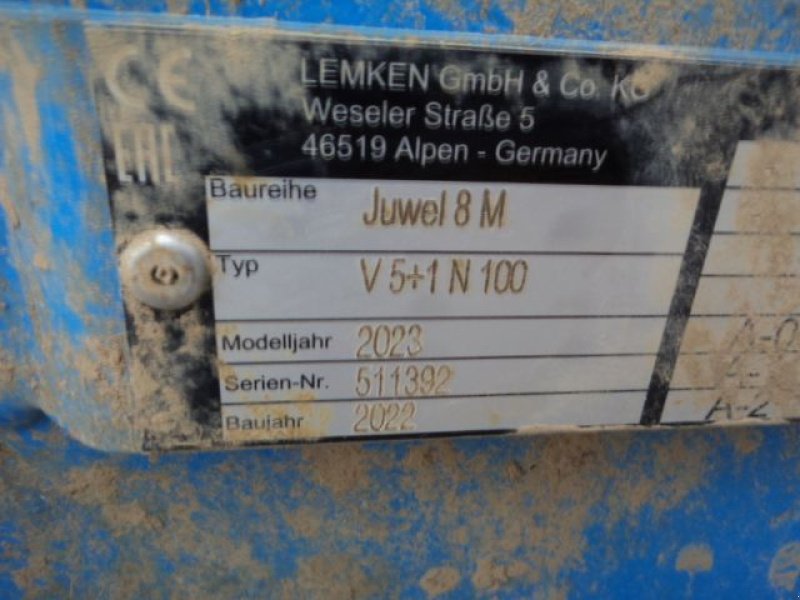 CE
EAC
LEMKEN GmbH & Co. KG
Weseler Straße 5
46519 Alpen - Germany
Baureihe Juwel 8 M
Typ V 5+1 N 100
Modelljahr 2023
Serien-Nr. 511392
Baujahr 2022
A-2